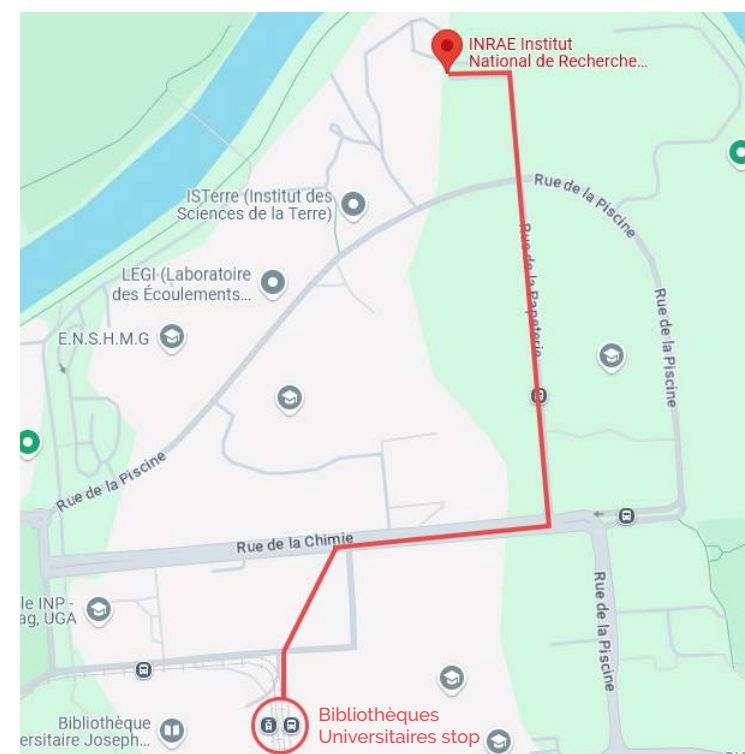 INRAE Institut
National de Recherche...
ISTerre (Institut des
Sciences de la Terre)
Rue de la Piscine
LEGI (Laboratoire
des Écoulements...
Rue de la Papeterie
Rue de la Piscine
E.N.S.H.M.G
Rue de la Piscine
Rue de la Chimie
le INP -
ag, UGA
Rue de la Piscine
Bibliothèques
Universitaires stop
Bibliothèque
ersitaire Joseph...